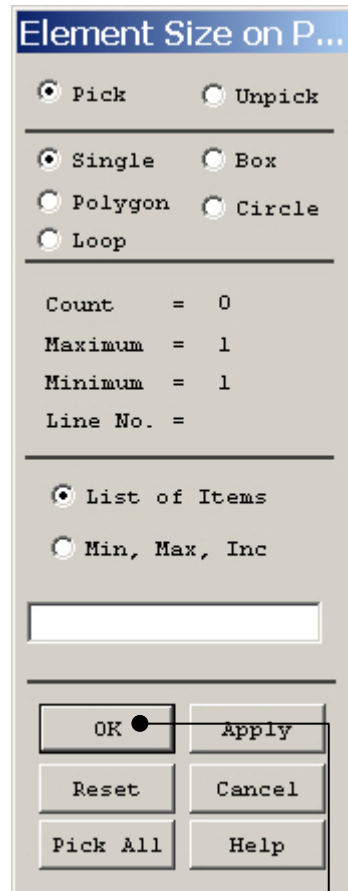 Element Size on P...
Pick Unpick
Single Box
Polygon Circle
Loop
Count = 0
Maximum = 1
Minimum = 1
Line No. =
List of Items
Min, Max, Inc
OK Apply
Reset Cancel
Pick All Help